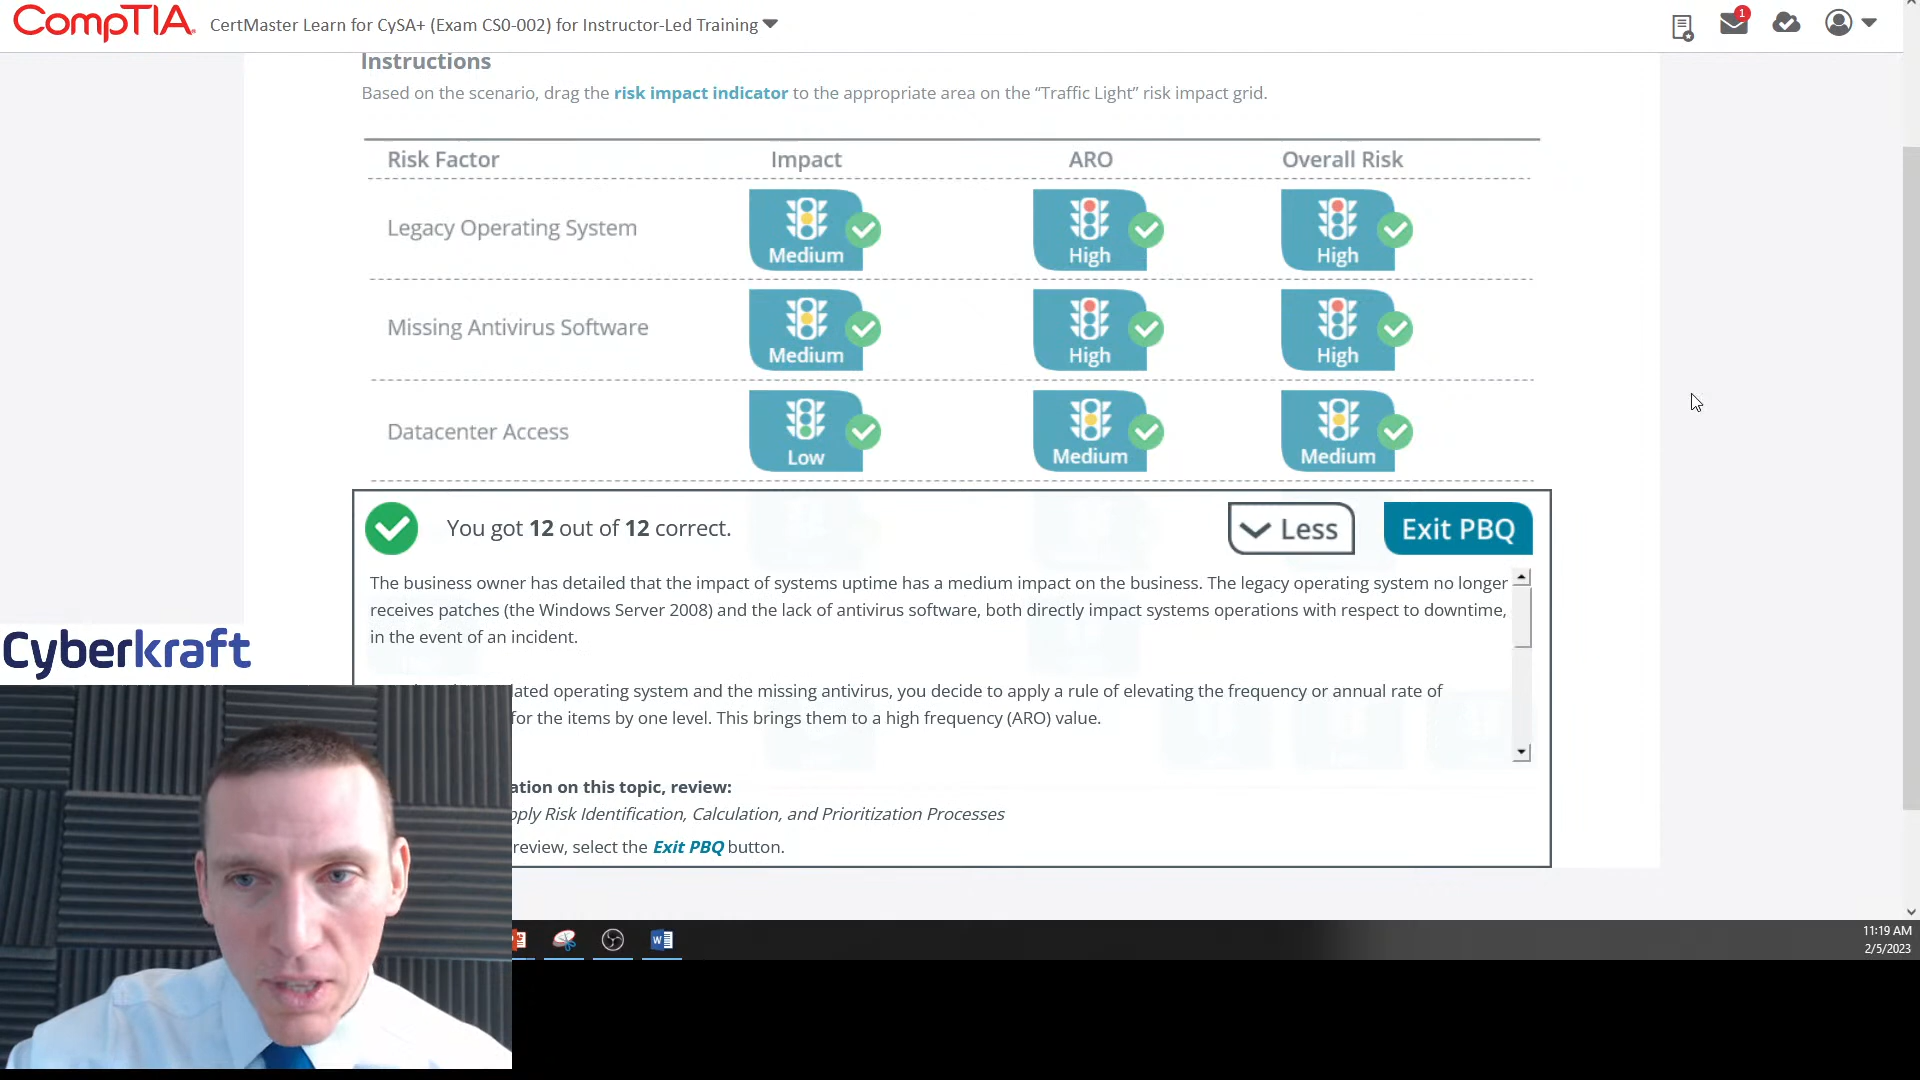 CompTIA. CertMaster Learn for CySA+ (Exam CS0-002) for Instructor-Led Training
1
Instructions
Based on the scenario, drag the risk impact indicator to the appropriate area on the “Traffic Light” risk impact grid.
Risk Factor Impact ARO Overall Risk
Legacy Operating System Medium High High
Missing Antivirus Software Medium High High
Datacenter Access Low Medium Medium
You got 12 out of 12 correct. Less Exit PBQ
The business owner has detailed that the impact of systems uptime has a medium impact on the business. The legacy operating system no longer
receives patches (the Windows Server 2008) and the lack of antivirus software, both directly impact systems operations with respect to downtime,
in the event of an incident.
operating system and the missing antivirus, you decide to apply a rule of elevating the frequency or annual rate of
for the items by one level. This brings them to a high frequency (ARO) value.
on this topic, review:
Risk Identification, Calculation, and Prioritization Processes
review, select the Exit PBQ button.
Cyberkraft
11:19 AM
2/5/2023